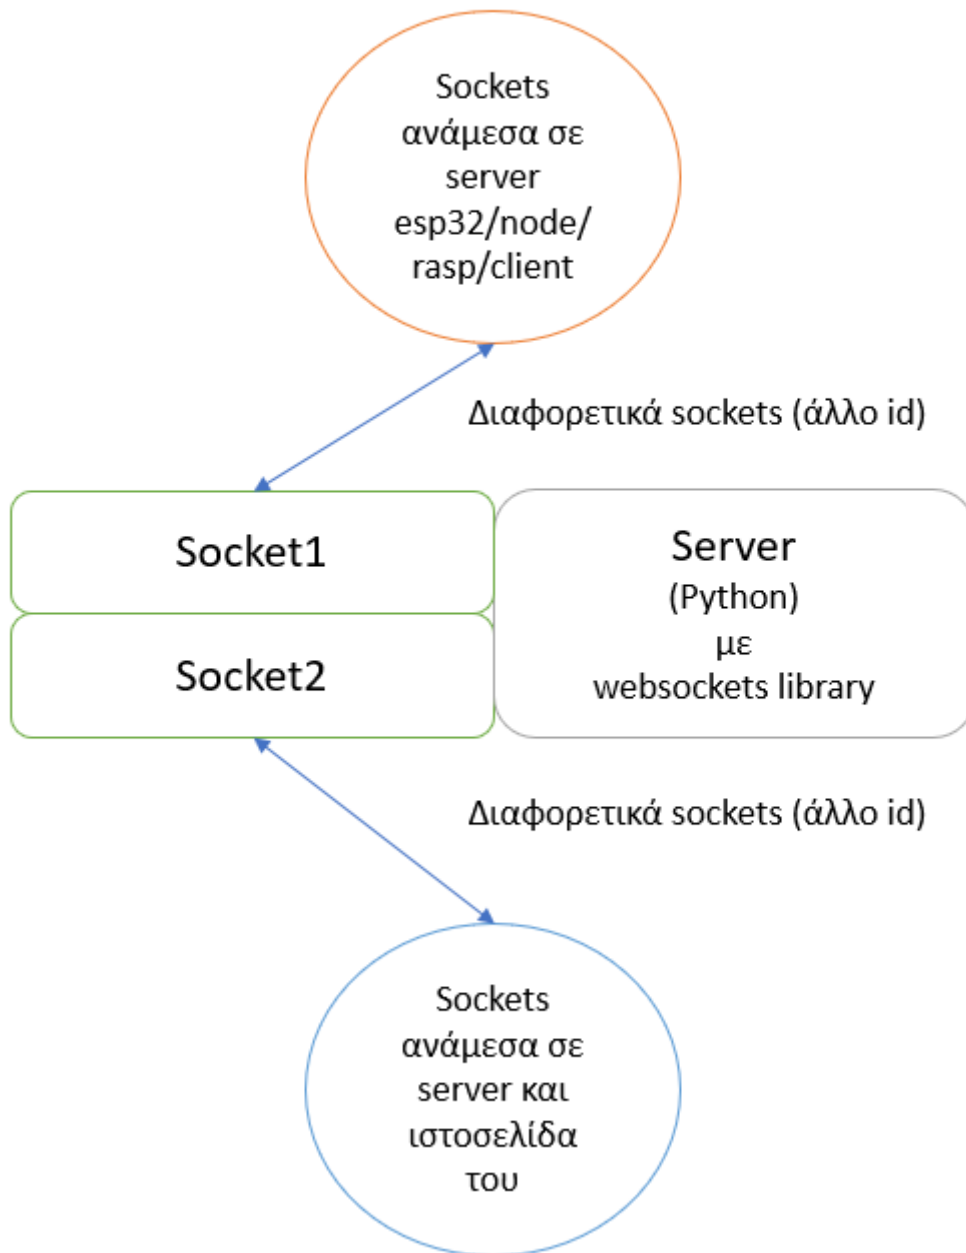 Sockets
ανάμεσα σε
server
esp32/node/
rasp/client
Διαφορετικά sockets (άλλο id)
Socket1
Server
(Python)
με
websockets library
Socket2
Διαφορετικά sockets (άλλο id)
Sockets
ανάμεσα σε
server και
ιστοσελίδα
του